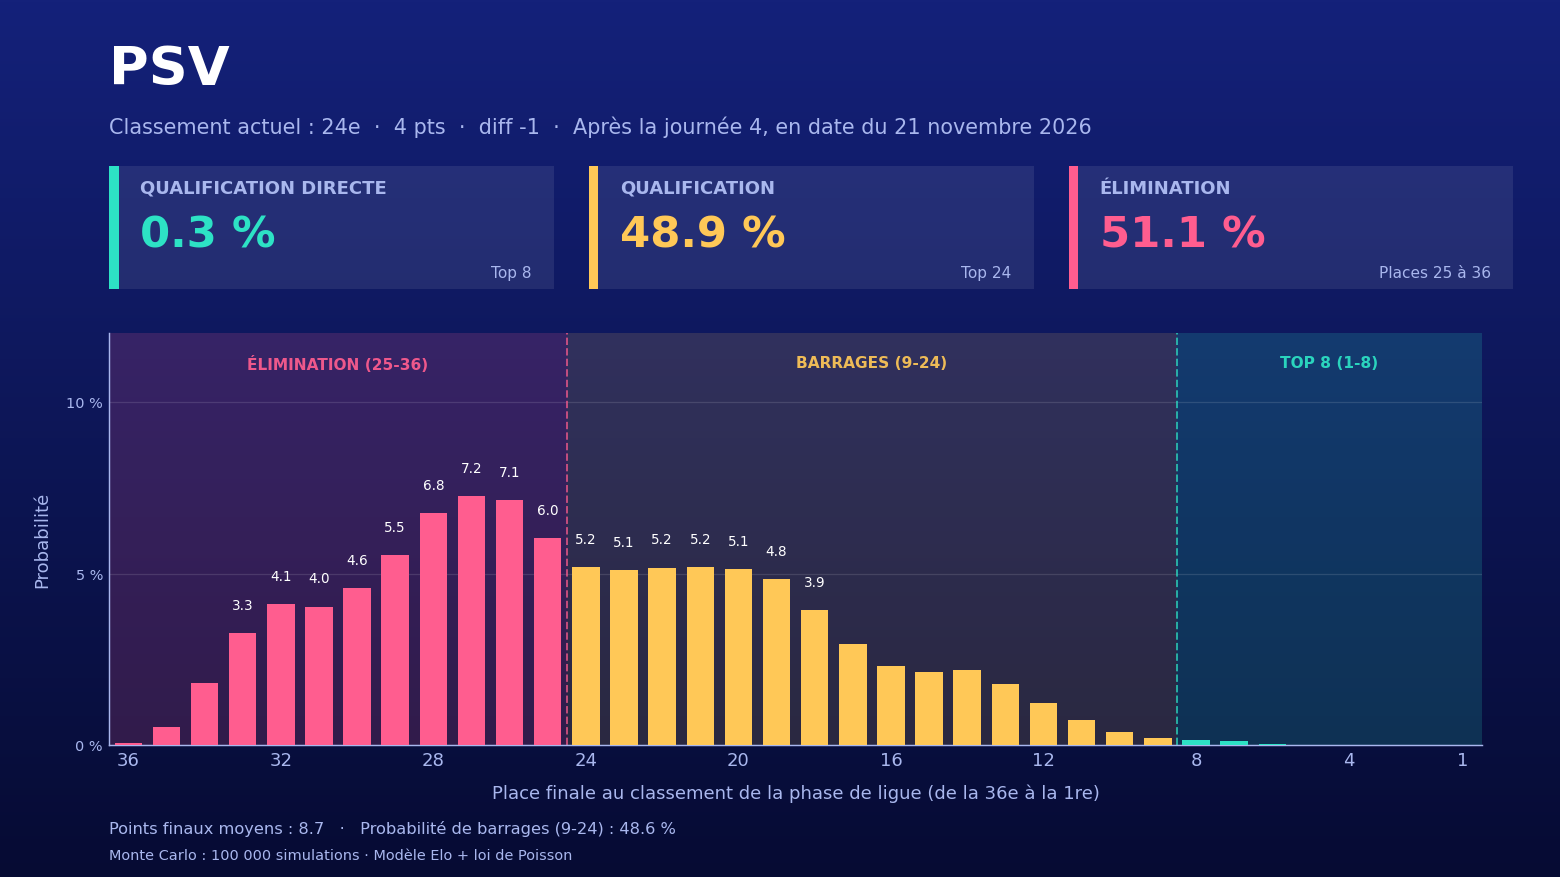 PSV
Classement actuel : 24e · 4 pts · diff -1 · Après la journée 4, en date du 21 novembre 2026
QUALIFICATION DIRECTE
0.3 %
Top 8
QUALIFICATION
48.9 %
Top 24
ÉLIMINATION
51.1 %
Places 25 à 36
ÉLIMINATION (25-36)
BARRAGES (9-24)
TOP 8 (1-8)
Probabilité
10 %
5 %
0 %
3.3
4.1
4.0
4.6
5.5
6.8
7.2
7.1
6.0
5.2
5.1
5.2
5.2
5.1
4.8
3.9
36 32 28 24 20 16 12 8 4 1
Place finale au classement de la phase de ligue (de la 36e à la 1re)
Points finaux moyens : 8.7 · Probabilité de barrages (9-24) : 48.6 %
Monte Carlo : 100 000 simulations · Modèle Elo + loi de Poisson